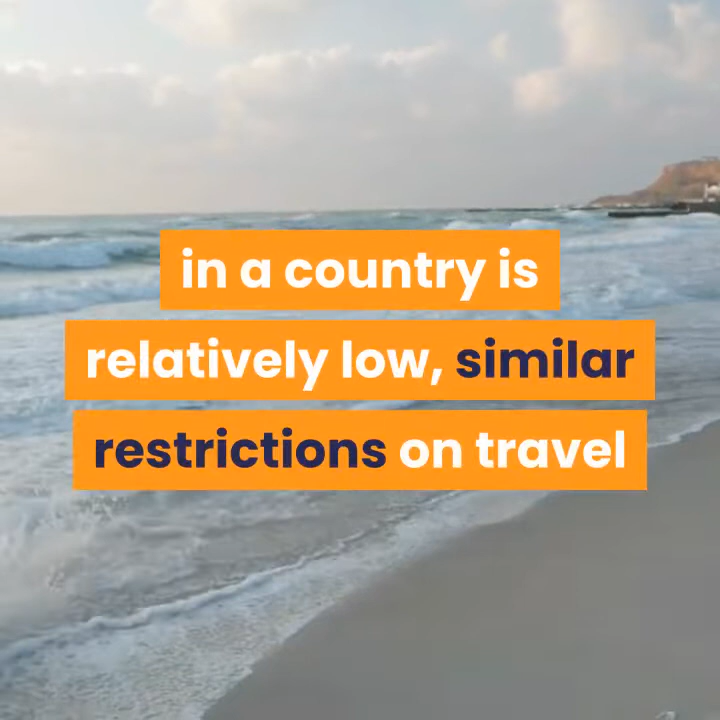 in a country is
relatively low, similar
restrictions on travel